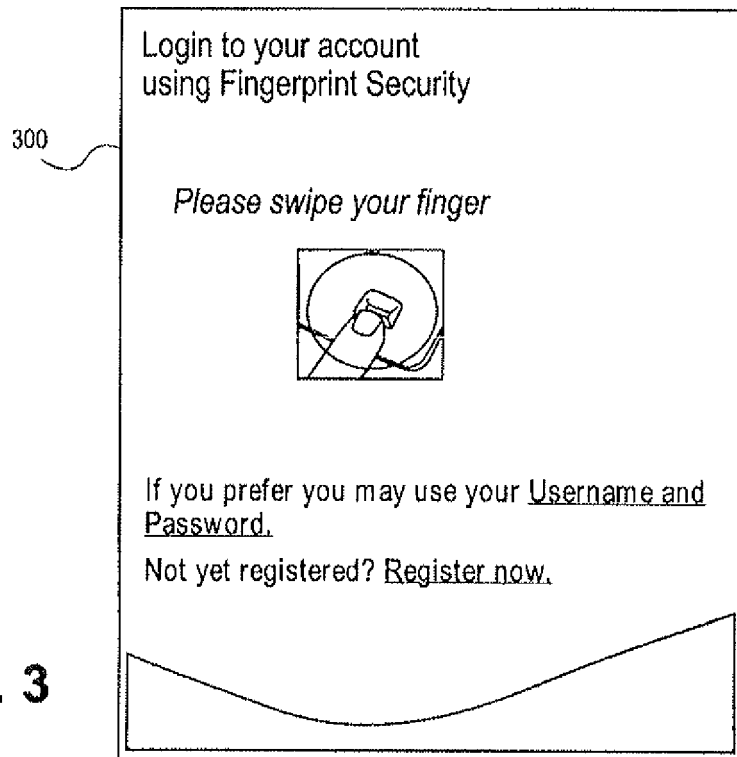 Login to your account
using Fingerprint Security
300
Please swipe your finger
If you prefer you may use your Username and
Password.
Not yet registered? Register now.
. 3